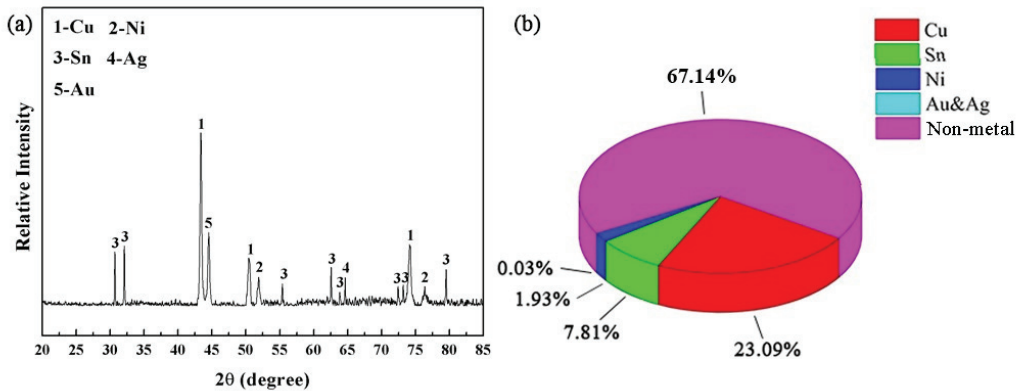 (a)
1-Cu 2-Ni
3-Sn 4-Ag
5-Au
Relative Intensity
3
3
1
5
1
2
3
3
3
4
3
3
1
2
3
20 25 30 35 40 45 50 55 60 65 70 75 80 85
2θ (degree)
(b)
67.14%
0.03%
1.93%
7.81%
23.09%
Cu
Sn
Ni
Au&Ag
Non-metal